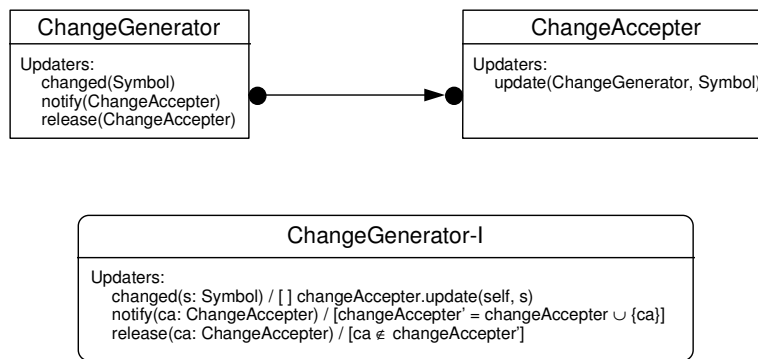 ChangeGenerator
Updaters:
changed(Symbol)
notify(ChangeAccepter)
release(ChangeAccepter)
ChangeAccepter
Updaters:
update(ChangeGenerator, Symbol)
ChangeGenerator-I
Updaters:
changed(s: Symbol) / [ ] changeAccepter.update(self, s)
notify(ca: ChangeAccepter) / [changeAccepter’ = changeAccepter ∪ {ca}]
release(ca: ChangeAccepter) / [ca ∉ changeAccepter’]